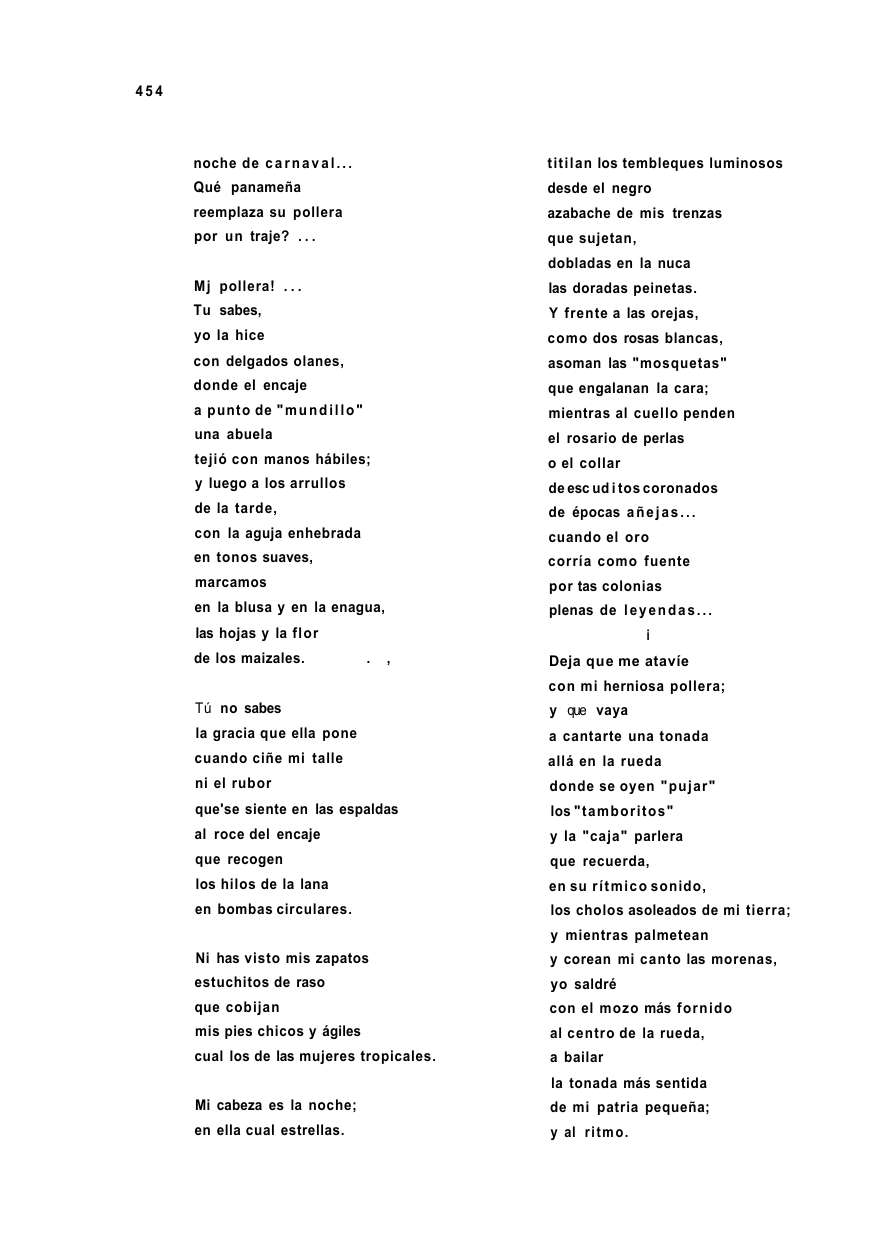 454
noche de carnaval...
Qué panameña
reemplaza su pollera
por un traje? ...
Mj pollera! ...
Tu sabes,
yo la hice
con delgados olanes,
donde el encaje
a punto de "mundillo"
una abuela
tejió con manos hábiles;
y luego a los arrullos
de la tarde,
con la aguja enhebrada
en tonos suaves,
marcamos
en la blusa y en la enagua,
las hojas y la flor
de los maizales. . ,
Tú no sabes
la gracia que ella pone
cuando ciñe mi talle
ni el rubor
que'se siente en las espaldas
al roce del encaje
que recogen
los hilos de la lana
en bombas circulares.
Ni has visto mis zapatos
estuchitos de raso
que cobijan
mis pies chicos y ágiles
cual los de las mujeres tropicales.
Mi cabeza es la noche;
en ella cual estrellas.
titilan los tembleques luminosos
desde el negro
azabache de mis trenzas
que sujetan,
dobladas en la nuca
las doradas peinetas.
Y frente a las orejas,
como dos rosas blancas,
asoman las "mosquetas"
que engalanan la cara;
mientras al cuello penden
el rosario de perlas
o el collar
de escuditos coronados
de épocas añejas...
cuando el oro
corría como fuente
por tas colonias
plenas de leyendas...
i
Deja que me atavíe
con mi herniosa pollera;
y que vaya
a cantarte una tonada
allá en la rueda
donde se oyen "pujar"
los "tamboritos"
y la "caja" parlera
que recuerda,
en su rítmico sonido,
los cholos asoleados de mi tierra;
y mientras palmetean
y corean mi canto las morenas,
yo saldré
con el mozo más fornido
al centro de la rueda,
a bailar
la tonada más sentida
de mi patria pequeña;
y al ritmo.